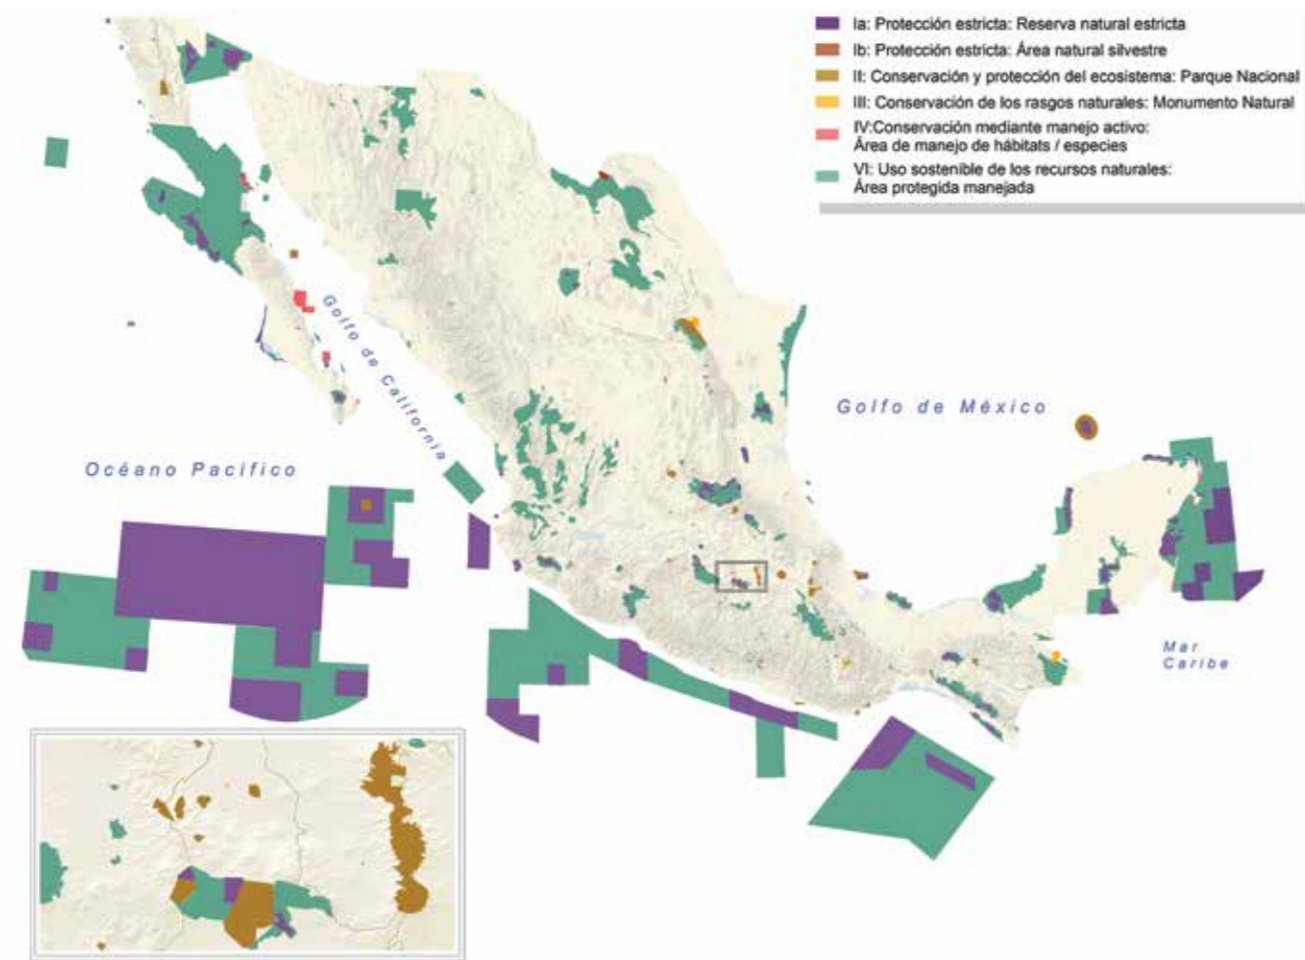 Ia: Protección estricta: Reserva natural estricta
Ib: Protección estricta: Área natural silvestre
II: Conservación y protección del ecosistema: Parque Nacional
III: Conservación de los rasgos naturales: Monumento Natural
IV:Conservación mediante manejo activo:
Área de manejo de hábitats / especies
VI: Uso sostenible de los recursos naturales:
Área protegida manejada
Golfo de California
Golfo de México
Océano Pacífico
Mar
Caribe